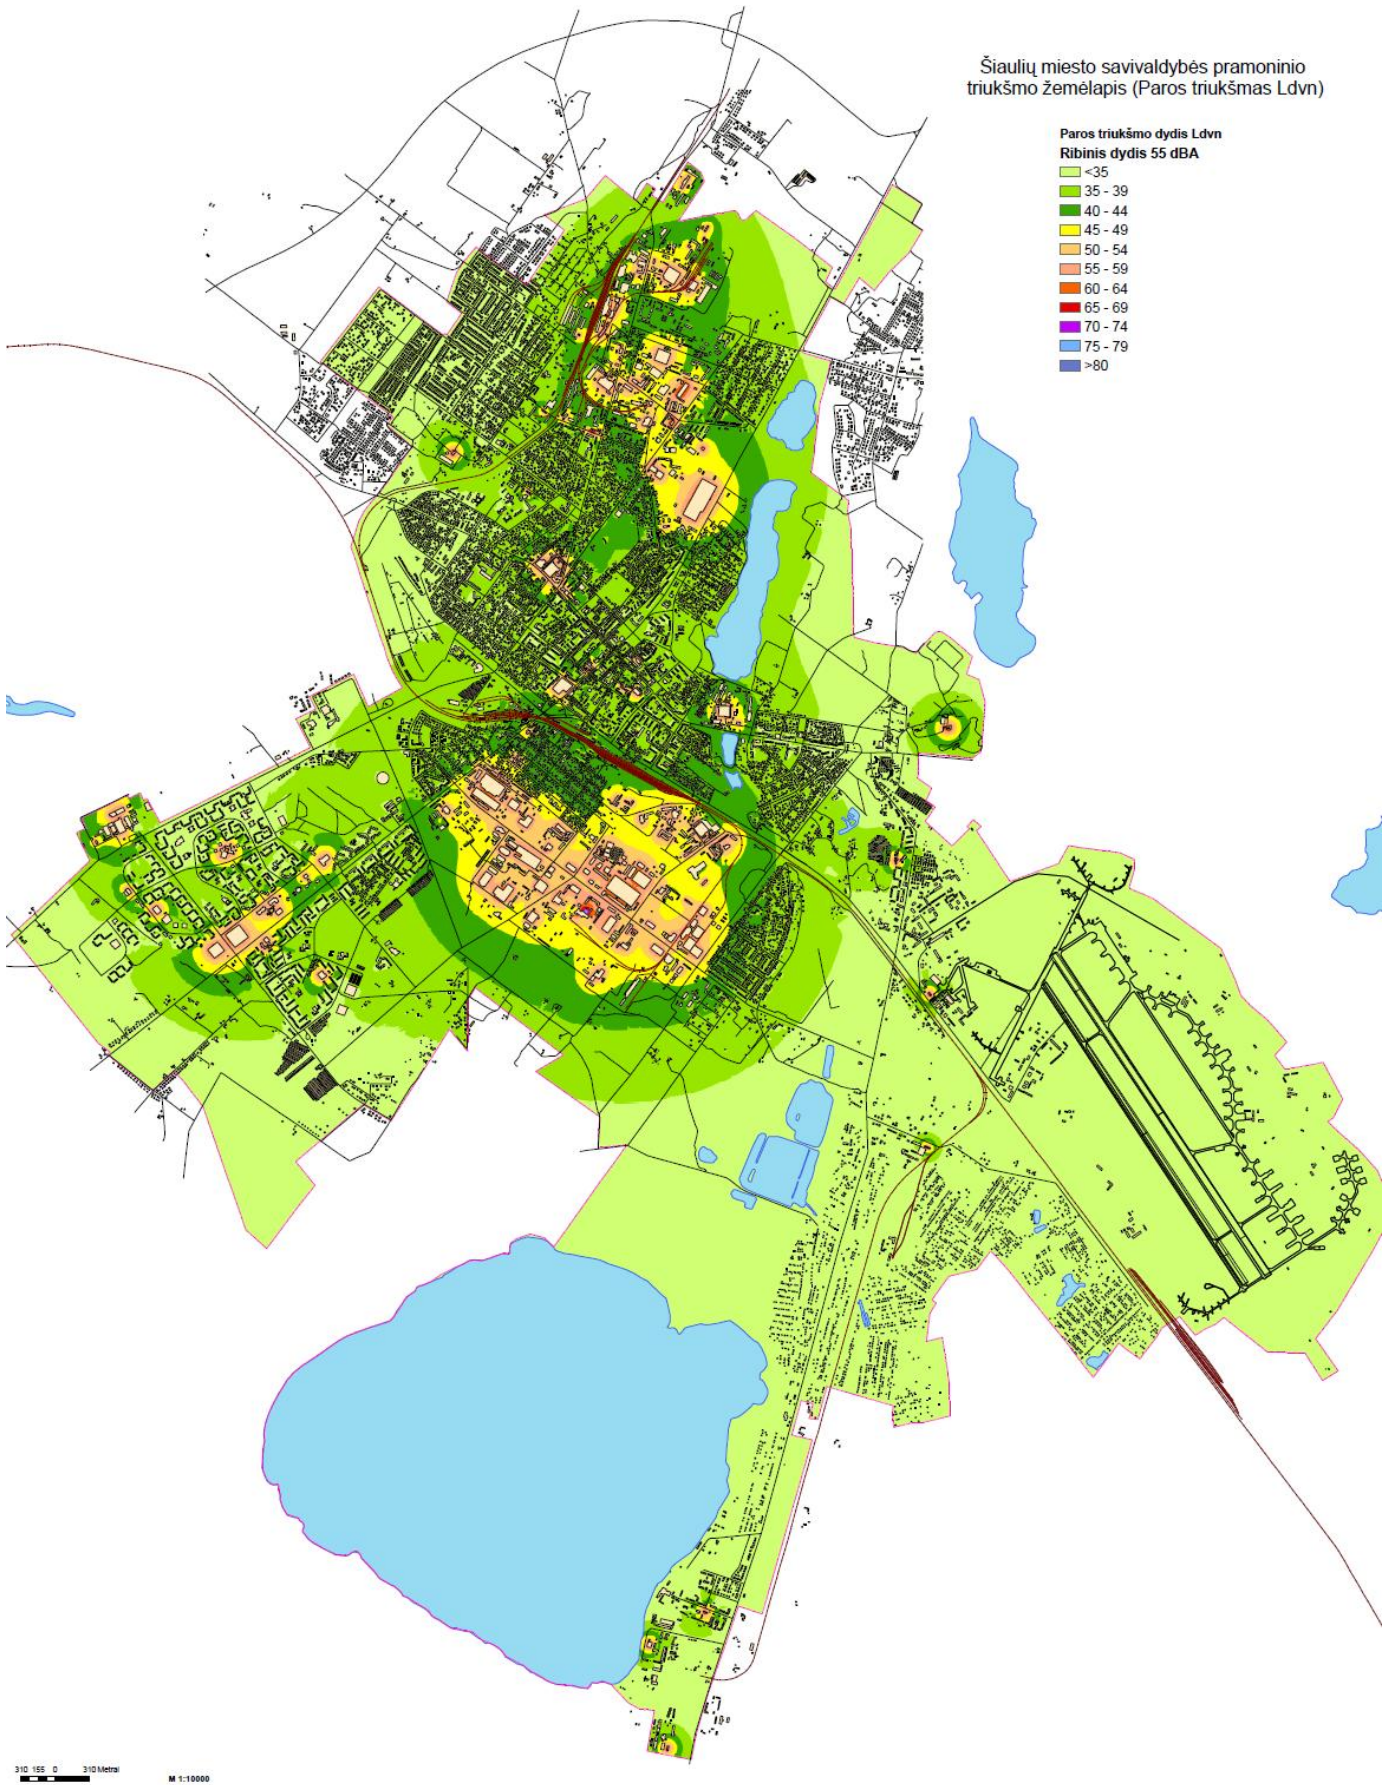 Šiaulių miesto savivaldybės pramoninio
triukšmo žemėlapis (Paros triukšmas Ldvn)
Paros triukšmo dydis Ldvn
Ribinis dydis 55 dBA
<35
35 - 39
40 - 44
45 - 49
50 - 54
55 - 59
60 - 64
65 - 69
70 - 74
75 - 79
>80
310 155 0 310 Metrai
M 1:10000